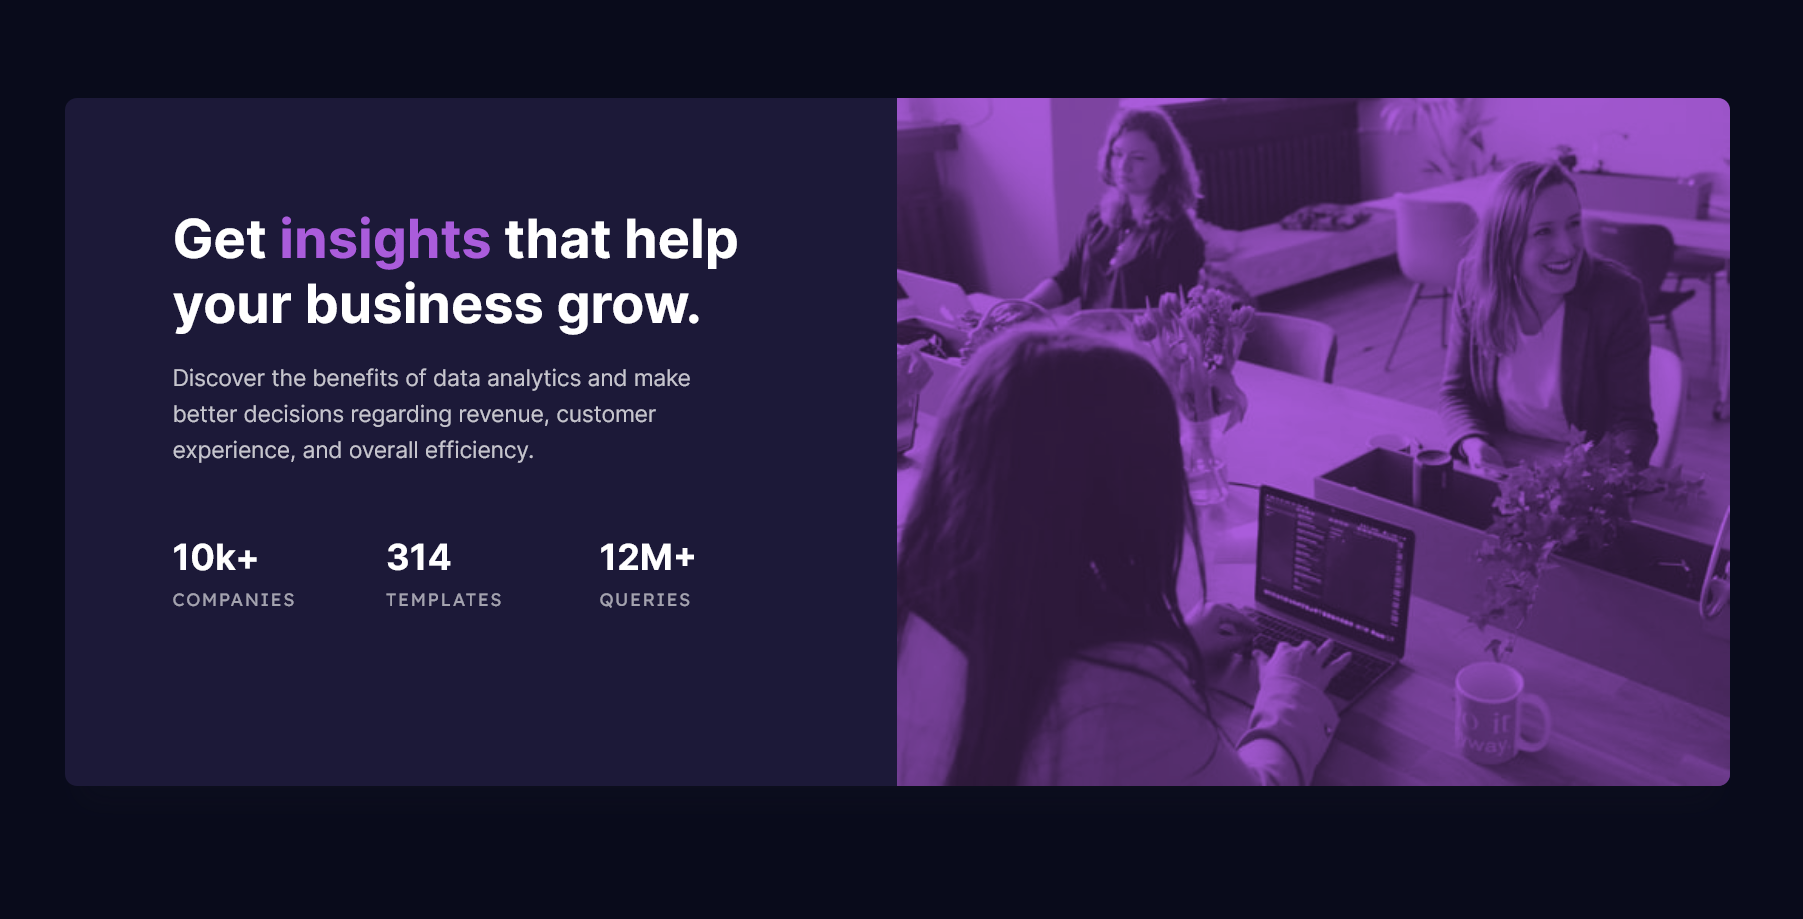 Get insights that help
your business grow.
Discover the benefits of data analytics and make
better decisions regarding revenue, customer
experience, and overall efficiency.
10k+ 314 12M+
COMPANIES TEMPLATES QUERIES
it